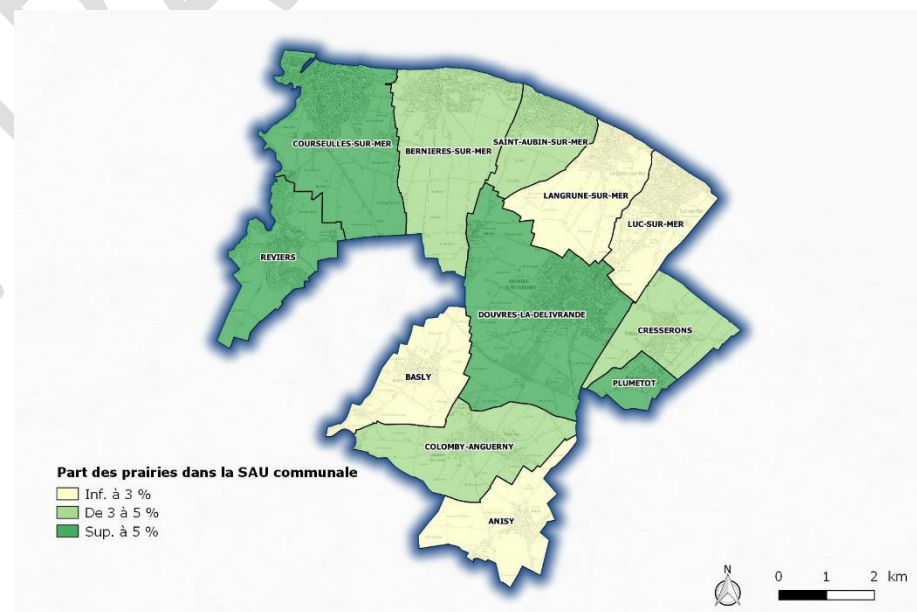 COURSEULLES-SUR-MER
BERNIERES-SUR-MER
SAINT-AUBIN-SUR-MER
LANGRUNE-SUR-MER
LUC-SUR-MER
REVIERS
DOUVRES-LA-DELIVRANDE
CRESSERONS
BASLY
PLUMETOT
COLOMBY-ANGUERNY
ANISY
Part des prairies dans la SAU communale
Inf. à 3 %
De 3 à 5 %
Sup. à 5 %
N
0 1 2 km